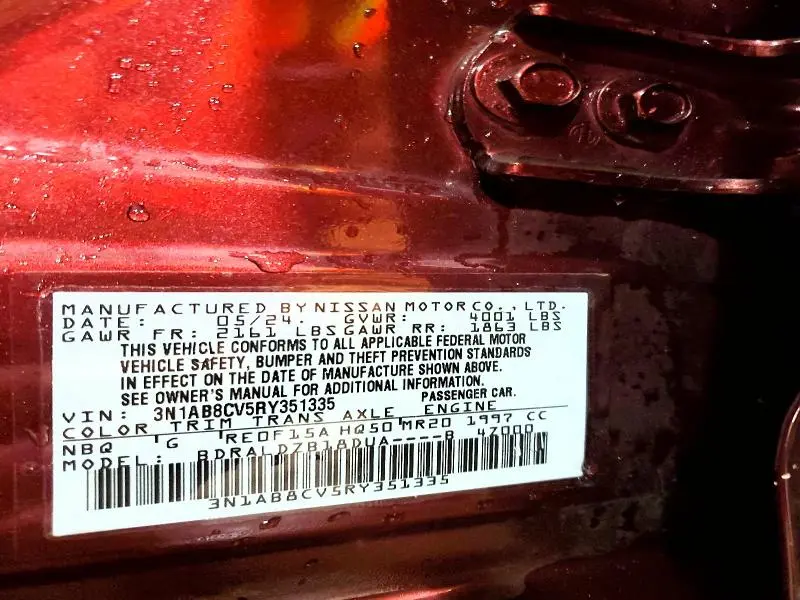 MANUFACTURED BY NISSAN MOTOR CO., LTD.
DATE: 05/24. GVWR: 4001 LBS
GAWR FR: 2161 LBS GAWR RR: 1863 LBS
THIS VEHICLE CONFORMS TO ALL APPLICABLE FEDERAL MOTOR
VEHICLE SAFETY, BUMPER AND THEFT PREVENTION STANDARDS
IN EFFECT ON THE DATE OF MANUFACTURE SHOWN ABOVE.
SEE OWNER'S MANUAL FOR ADDITIONAL INFORMATION.
VIN: 3N1AB8CV5RY351335 PASSENGER CAR.
COLOR TRIM TRANS AXLE ENGINE
NBQ G RE0F15A HQ50 MR20 1997 CC
MODEL: BDRALDZB18DUA----B 47000
3N1AB8CV5RY351335